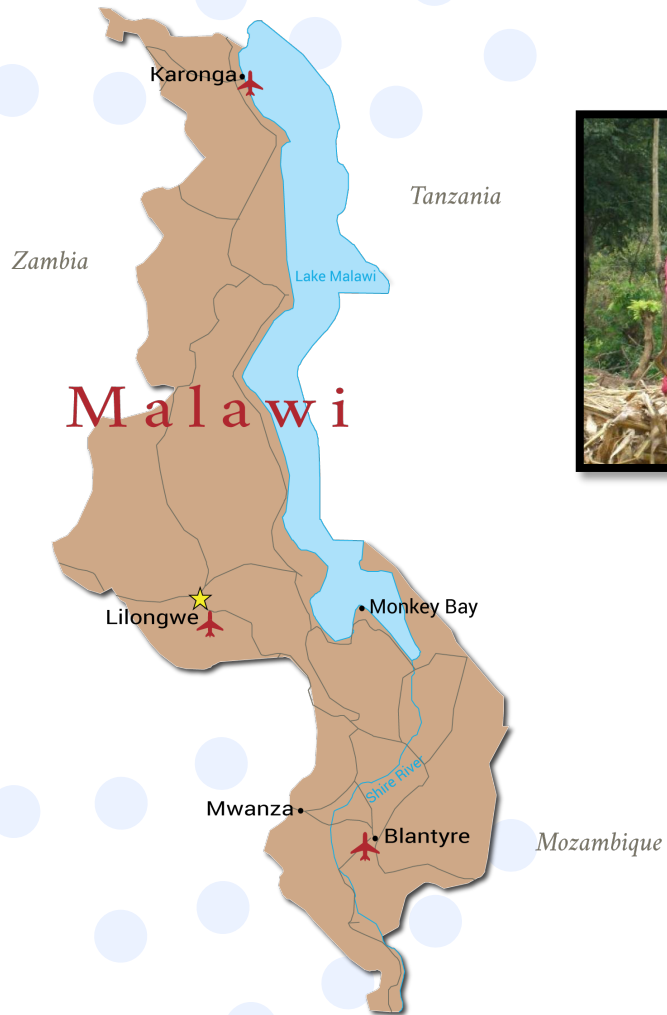 Karonga
Tanzania
Zambia
Lake Malawi
Malawi
Monkey Bay
Lilongwe
Shire River
Mwanza
Blantyre
Mozambique